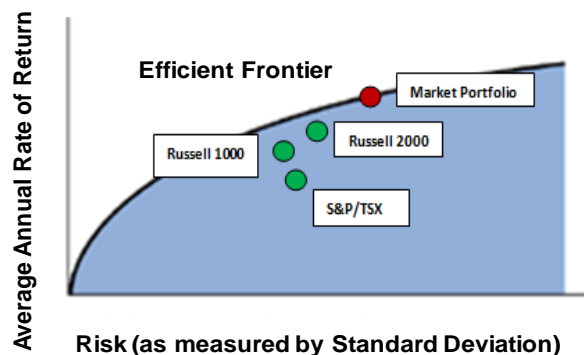 Average Annual Rate of Return
Efficient Frontier
Market Portfolio
Russell 2000
Russell 1000
S&P/TSX
Risk (as measured by Standard Deviation)